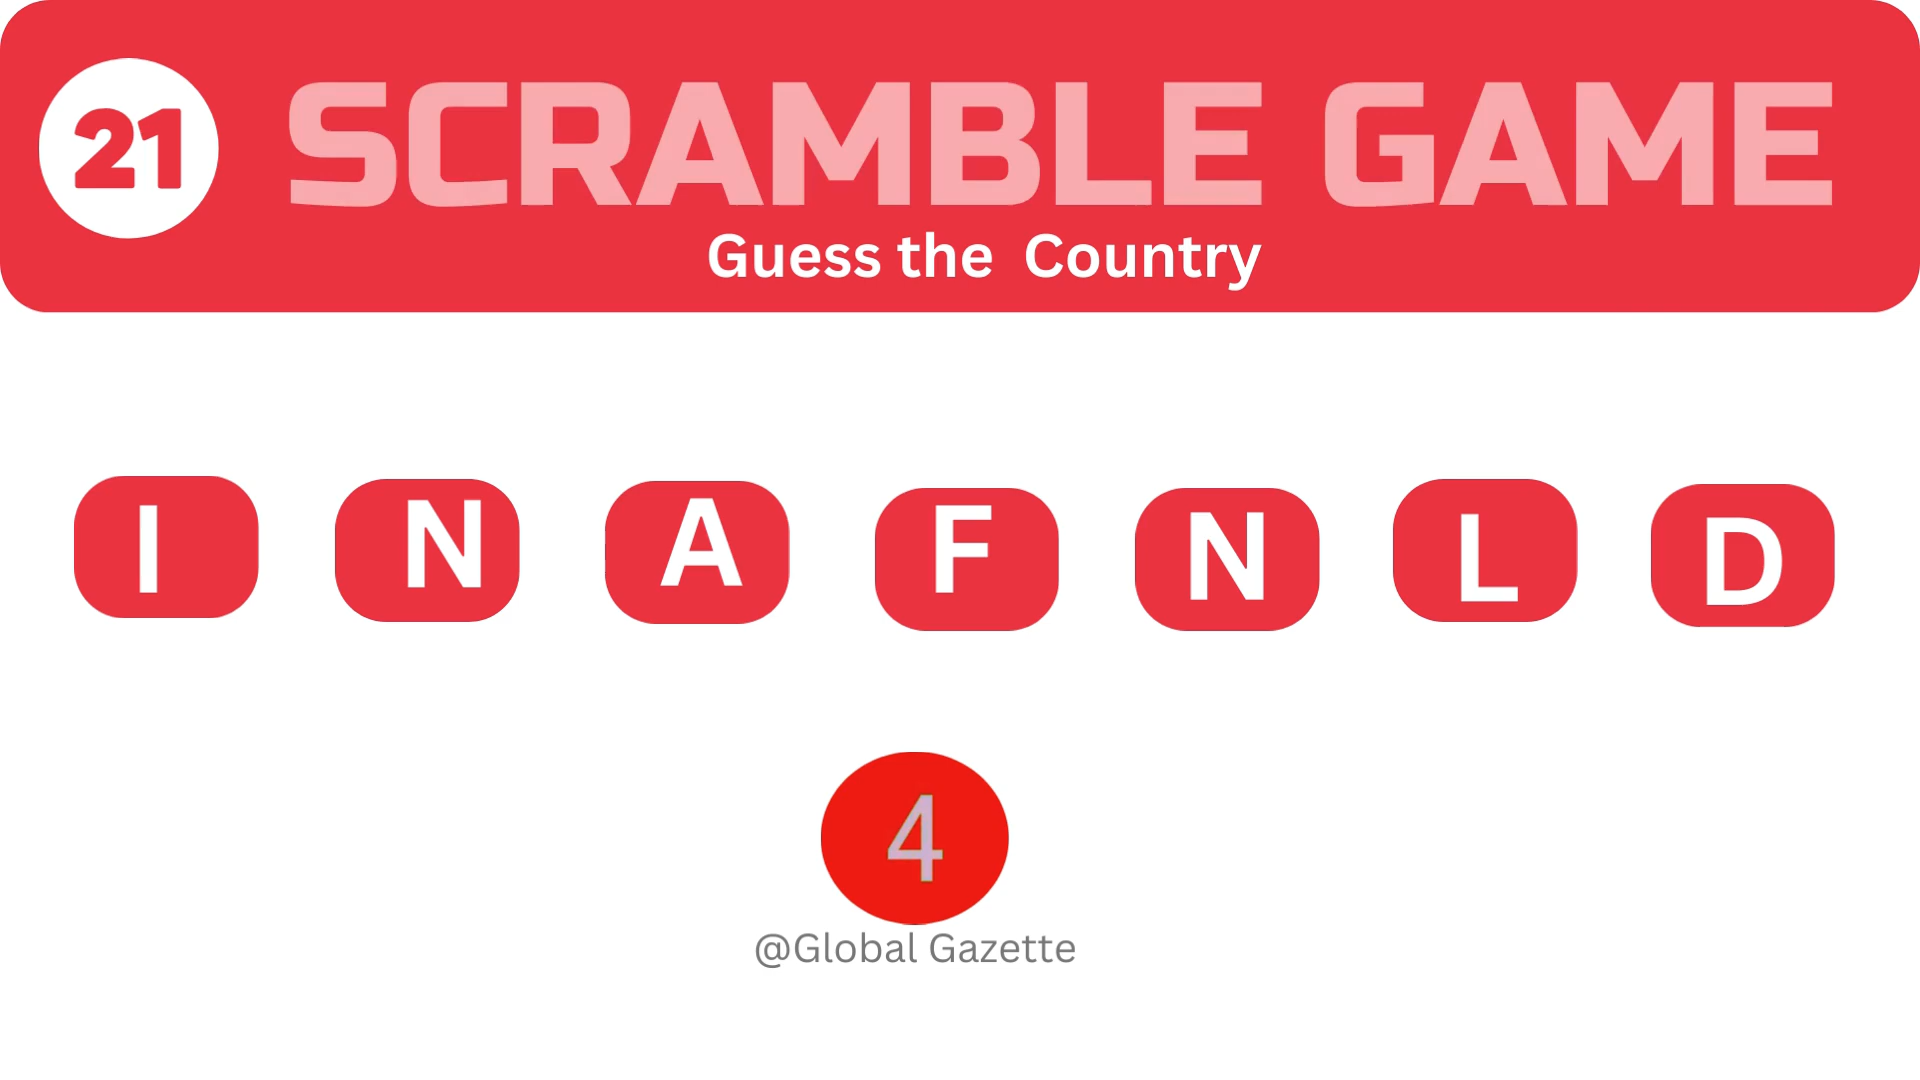 21 SCRAMBLE GAME
Guess the Country
I N A F N L D
4
@Global Gazette